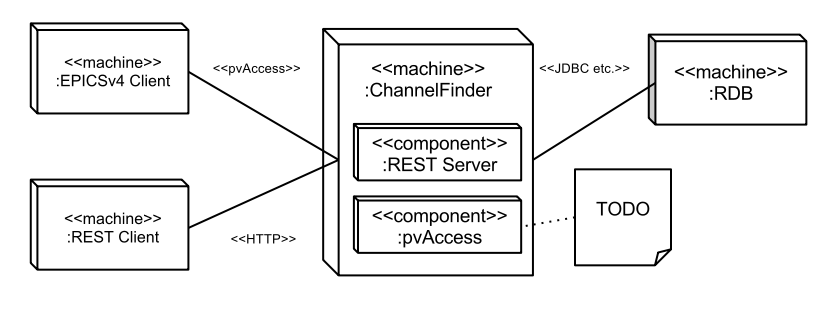 <<machine>>
:EPICSv4 Client
<<pvAccess>>
<<machine>>
:ChannelFinder
<<JDBC etc.>>
<<machine>>
:RDB
<<component>>
:REST Server
<<machine>>
:REST Client
<<HTTP>>
<<component>>
:pvAccess
TODO